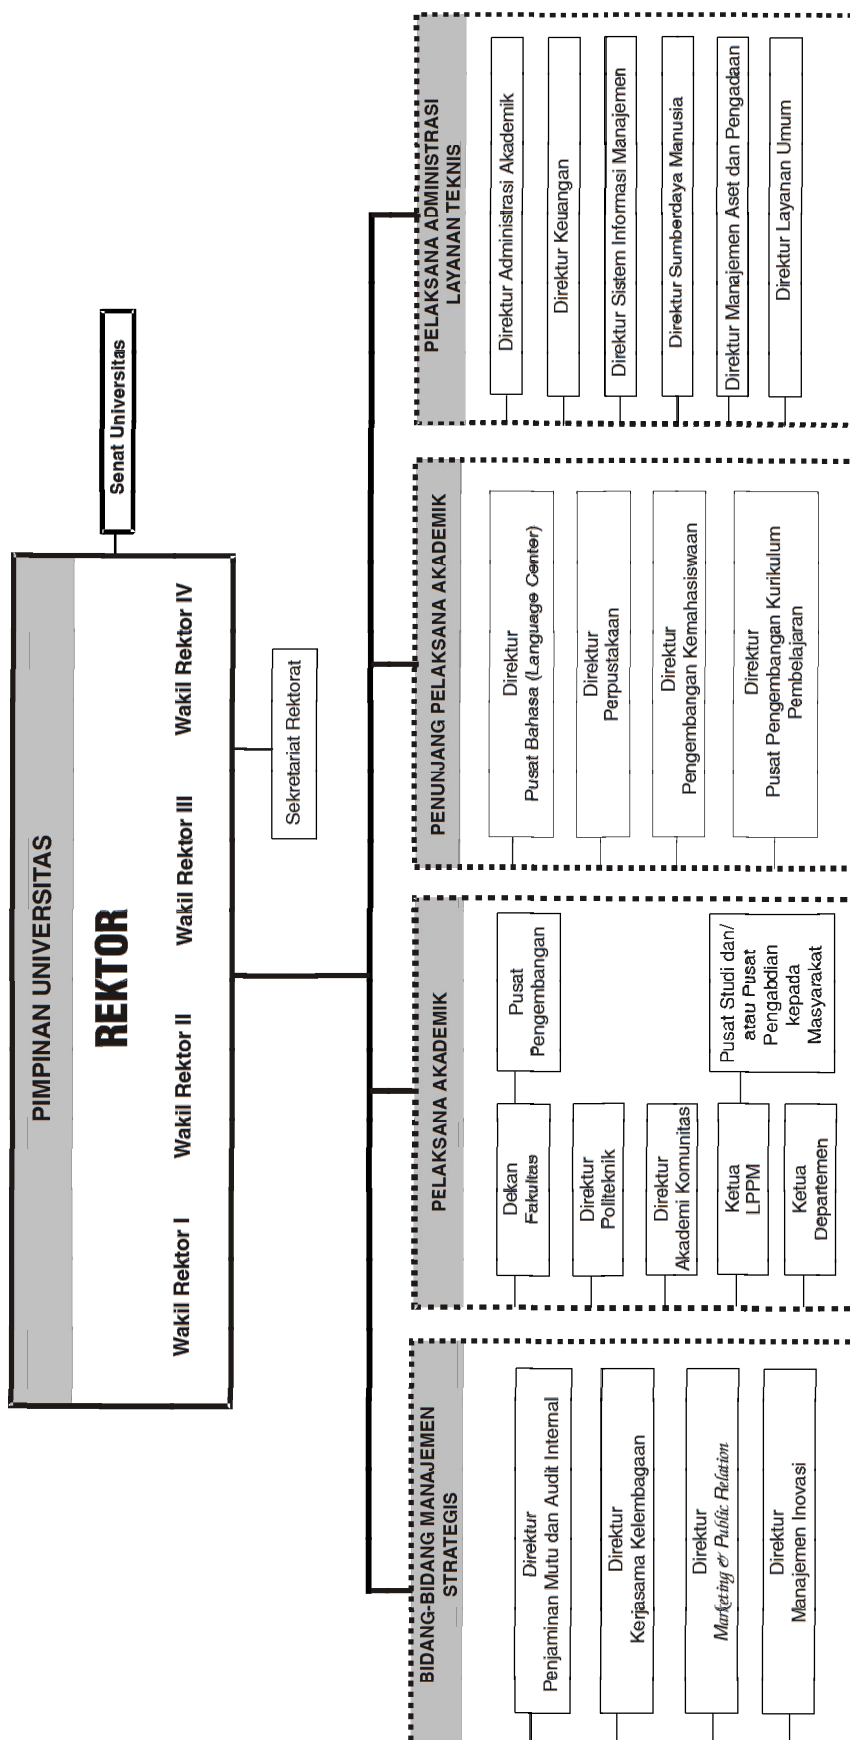 PIMPINAN UNIVERSITAS
REKTOR
Wakil Rektor I
Wakil Rektor II
Wakil Rektor III
Wakil Rektor IV
Senat Universitas
Sekretariat Rektorat
BIDANG-BIDANG MANAJEMEN
STRATEGIS
Direktur
Penjaminan Mutu dan Audit Internal
Direktur
Kerjasama Kelembagaan
Direktur
Marketing & Public Relation
Direktur
Manajemen Inovasi
PELAKSANA AKADEMIK
Dekan
Fakultas
Pusat
Pengembangan
Direktur
Politeknik
Direktur
Akademi Komunitas
Ketua
LPPM
Pusat Studi dan/
atau Pusat
Pengabdian
kepada
Masyarakat
Ketua
Departemen
PENUNJANG PELAKSANA AKADEMIK
Direktur
Pusat Bahasa (Language Center)
Direktur
Perpustakaan
Direktur
Pengembangan Kemahasiswaan
Direktur
Pusat Pengembangan Kurikulum
Pembelajaran
PELAKSANA ADMINISTRASI
LAYANAN TEKNIS
Direktur Administrasi Akademik
Direktur Keuangan
Direktur Sistem Informasi Manajemen
Direktur Sumberdaya Manusia
Direktur Manajemen Aset dan Pengadaan
Direktur Layanan Umum